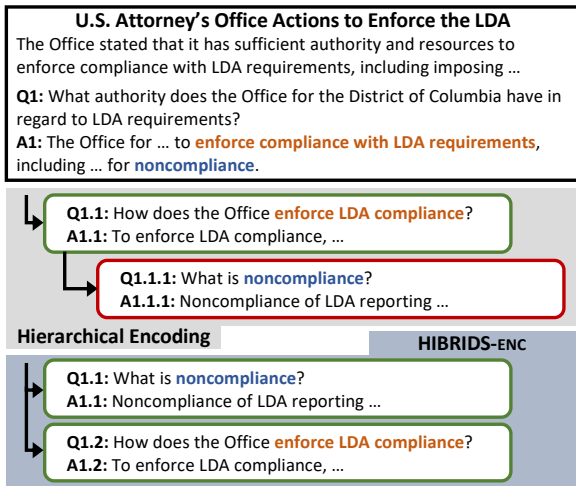 U.S. Attorney's Office Actions to Enforce the LDA
The Office stated that it has sufficient authority and resources to
enforce compliance with LDA requirements, including imposing …
Q1: What authority does the Office for the District of Columbia have in
regard to LDA requirements?
A1: The Office for … to enforce compliance with LDA requirements,
including … for noncompliance.
Q1.1: How does the Office enforce LDA compliance?
A1.1: To enforce LDA compliance, …
Q1.1.1: What is noncompliance?
A1.1.1: Noncompliance of LDA reporting …
Hierarchical Encoding
HIBRIDS-ENC
Q1.1: What is noncompliance?
A1.1: Noncompliance of LDA reporting …
Q1.2: How does the Office enforce LDA compliance?
A1.2: To enforce LDA compliance, …